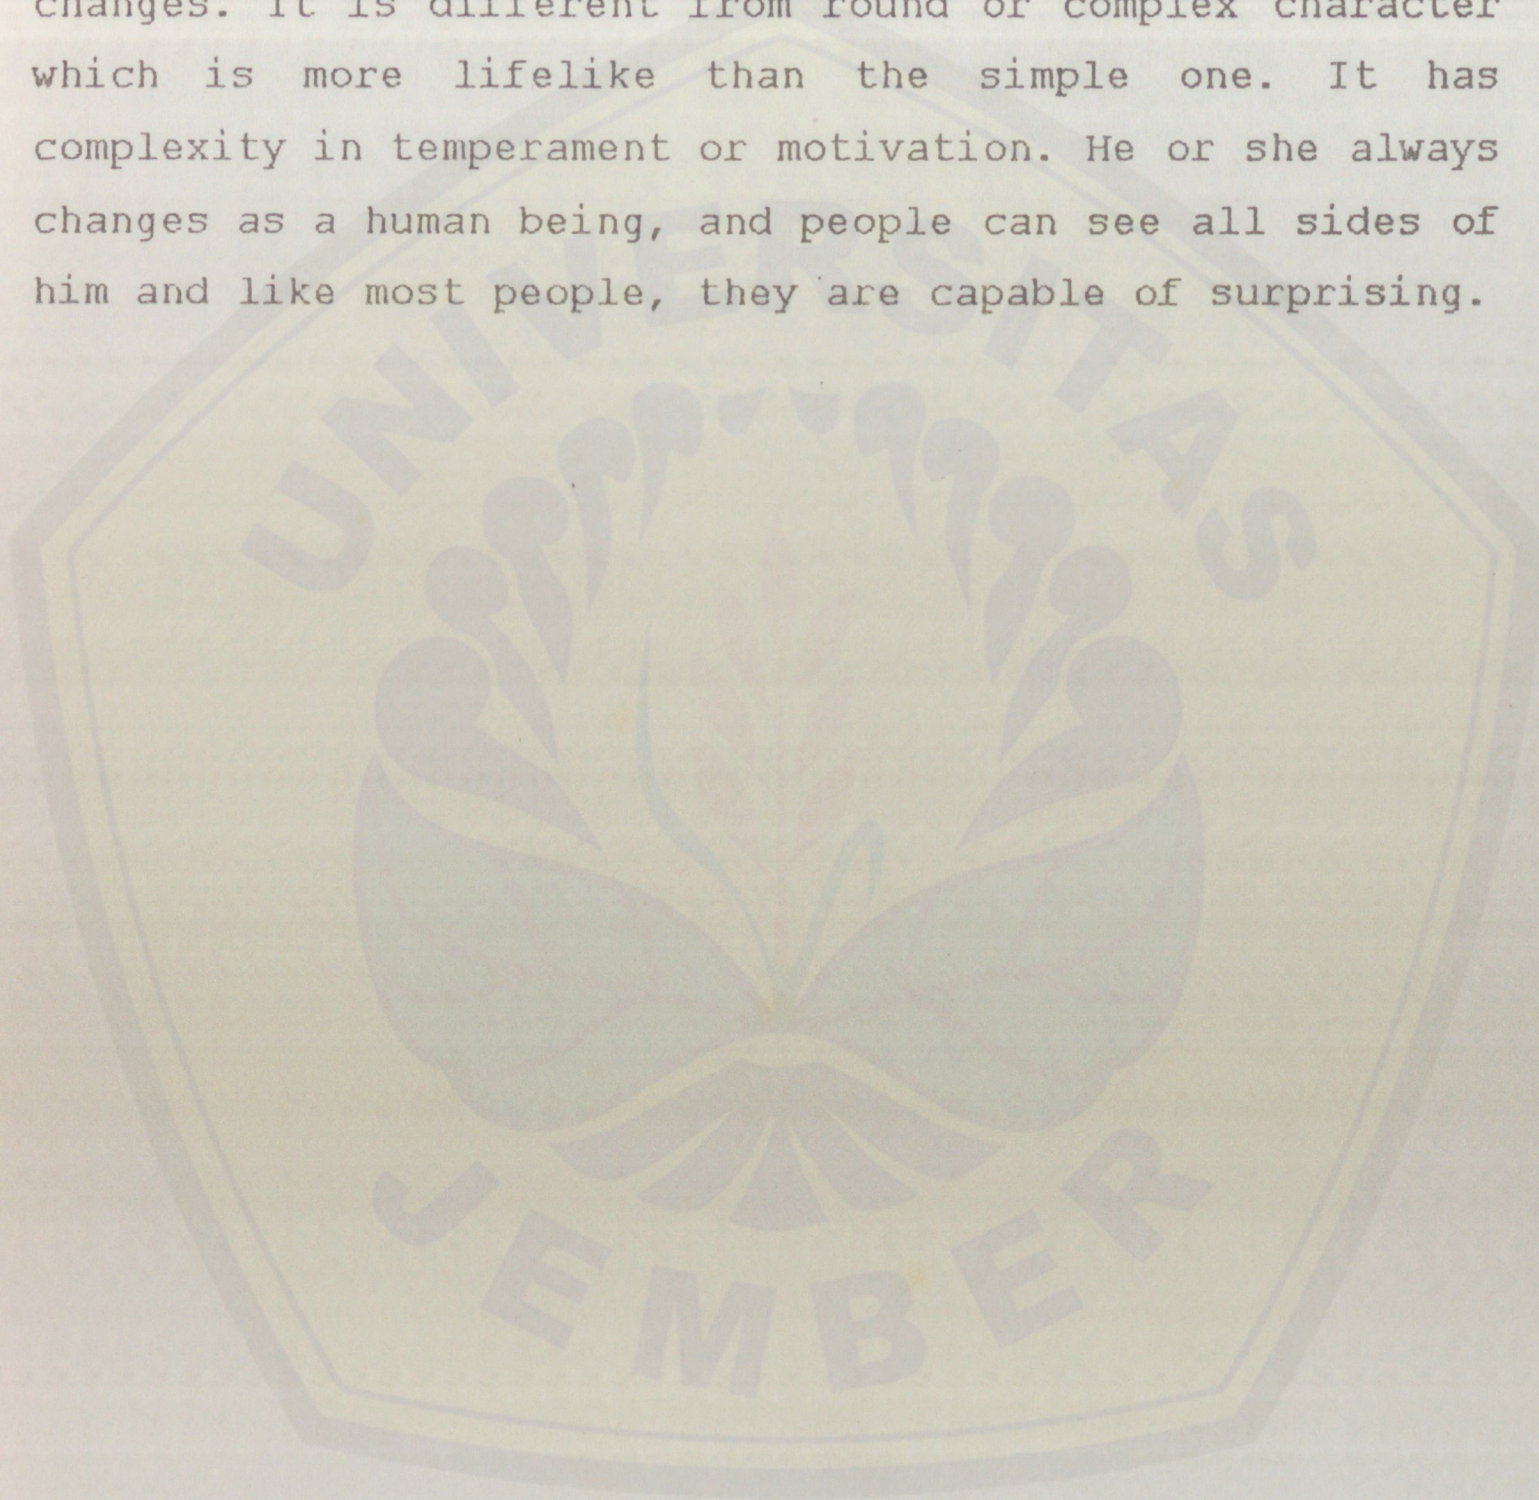 changes. It is different from round or complex character
which is more lifelike than the simple one. It has
complexity in temperament or motivation. He or she always
changes as a human being, and people can see all sides of
him and like most people, they are capable of surprising.
UNIVERSITAS
JEMBER